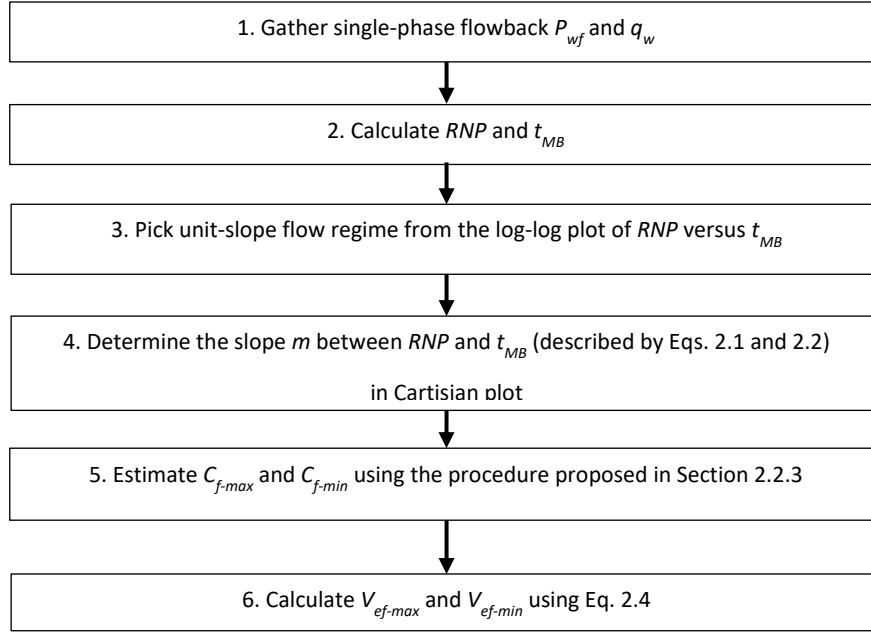 1. Gather single-phase flowback P_wf and q_w
2. Calculate RNP and t_MB
3. Pick unit-slope flow regime from the log-log plot of RNP versus t_MB
4. Determine the slope m between RNP and t_MB (described by Eqs. 2.1 and 2.2)
in Cartisian plot
5. Estimate C_f-max and C_f-min using the procedure proposed in Section 2.2.3
6. Calculate V_ef-max and V_ef-min using Eq. 2.4